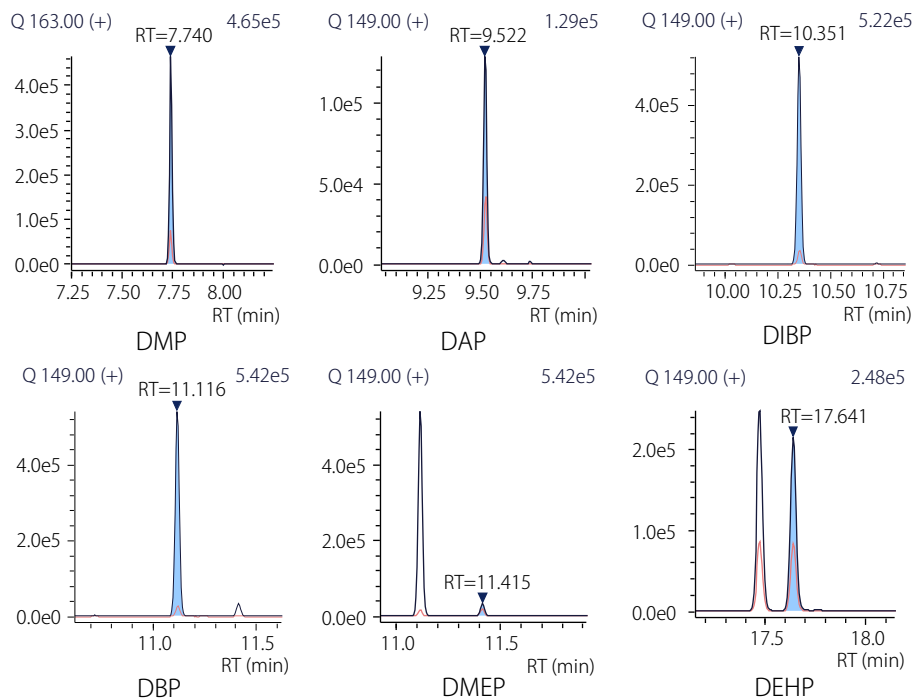 Q 163.00 (+) 4.65e5
RT=7.740
4.0e5
3.0e5
2.0e5
1.0e5
0.0e0
7.25 7.50 7.75 8.00
RT (min)
DMP
Q 149.00 (+) 1.29e5
RT=9.522
1.0e5
5.0e4
0.0e0
9.25 9.50 9.75
RT (min)
DAP
Q 149.00 (+) 5.22e5
RT=10.351
4.0e5
2.0e5
0.0e0
10.00 10.25 10.50 10.75
RT (min)
DIBP
Q 149.00 (+) 5.42e5
RT=11.116
4.0e5
2.0e5
0.0e0
11.0 11.5
RT (min)
DBP
Q 149.00 (+) 5.42e5
4.0e5
2.0e5
RT=11.415
0.0e0
11.0 11.5
RT (min)
DMEP
Q 149.00 (+) 2.48e5
RT=17.641
2.0e5
1.0e5
0.0e0
17.5 18.0
RT (min)
DEHP